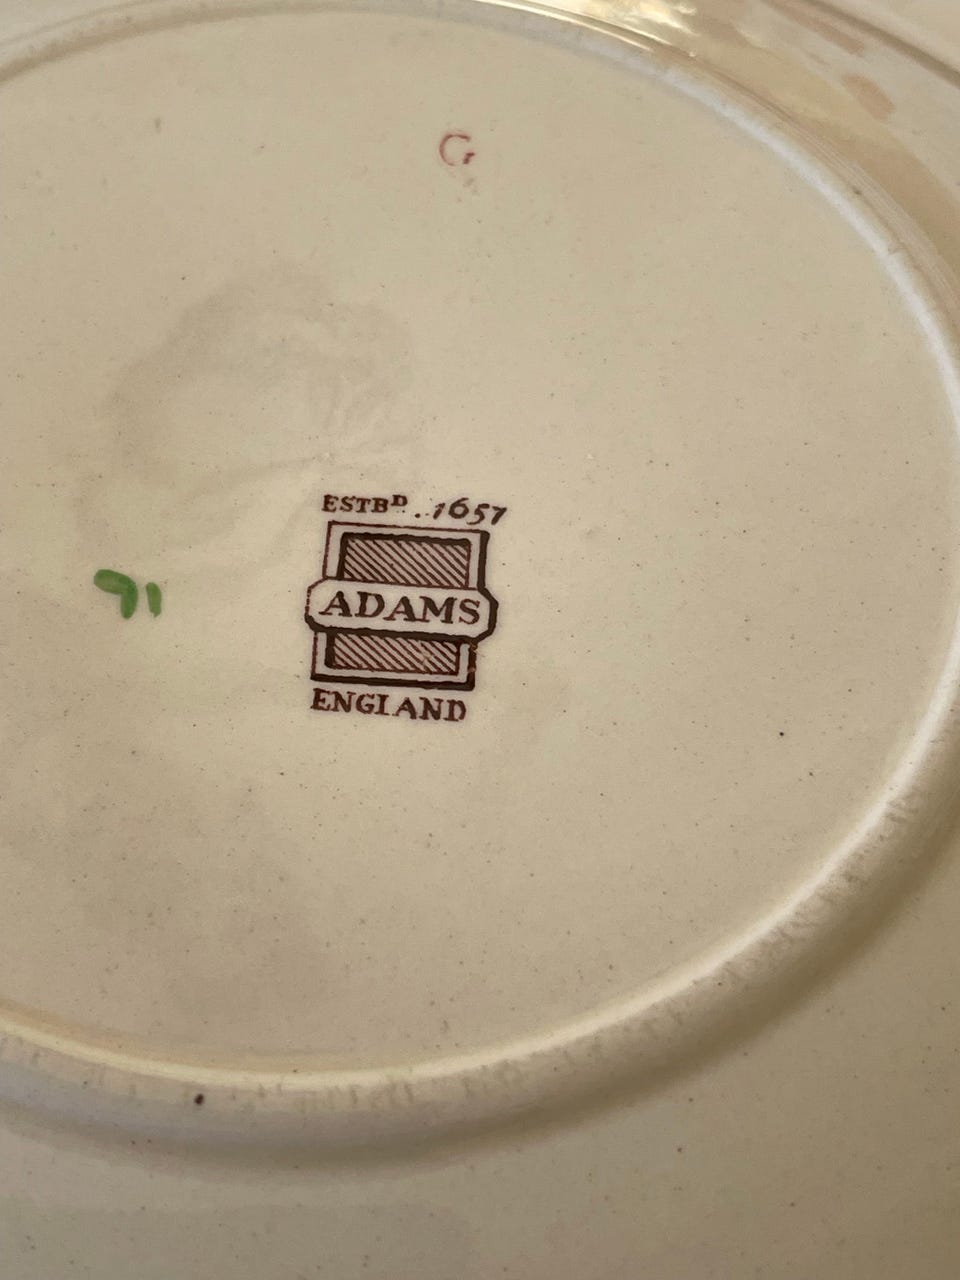 G
ESTBD. 1657
ADAMS
ENGLAND